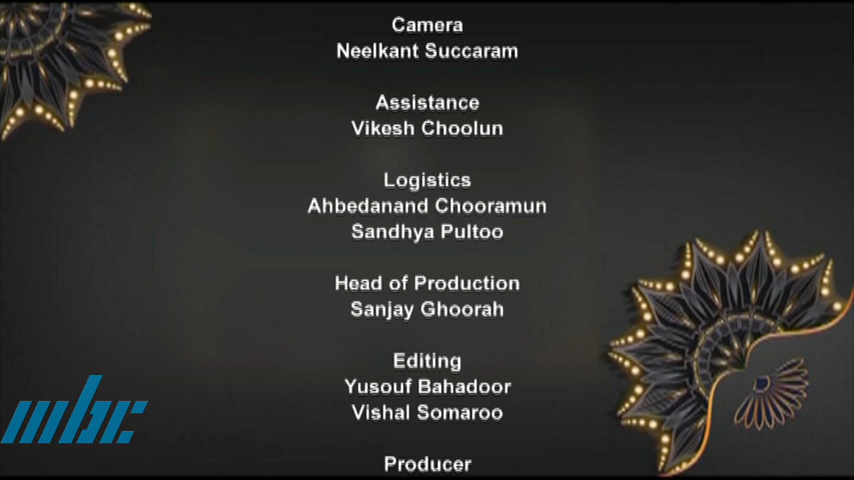 Camera
Neelkant Succaram
Assistance
Vikesh Choolun
Logistics
Ahbedanand Chooramun
Sandhya Pultoo
Head of Production
Sanjay Ghoorah
Editing
Yusouf Bahadoor
Vishal Somaroo
mbc
Producer